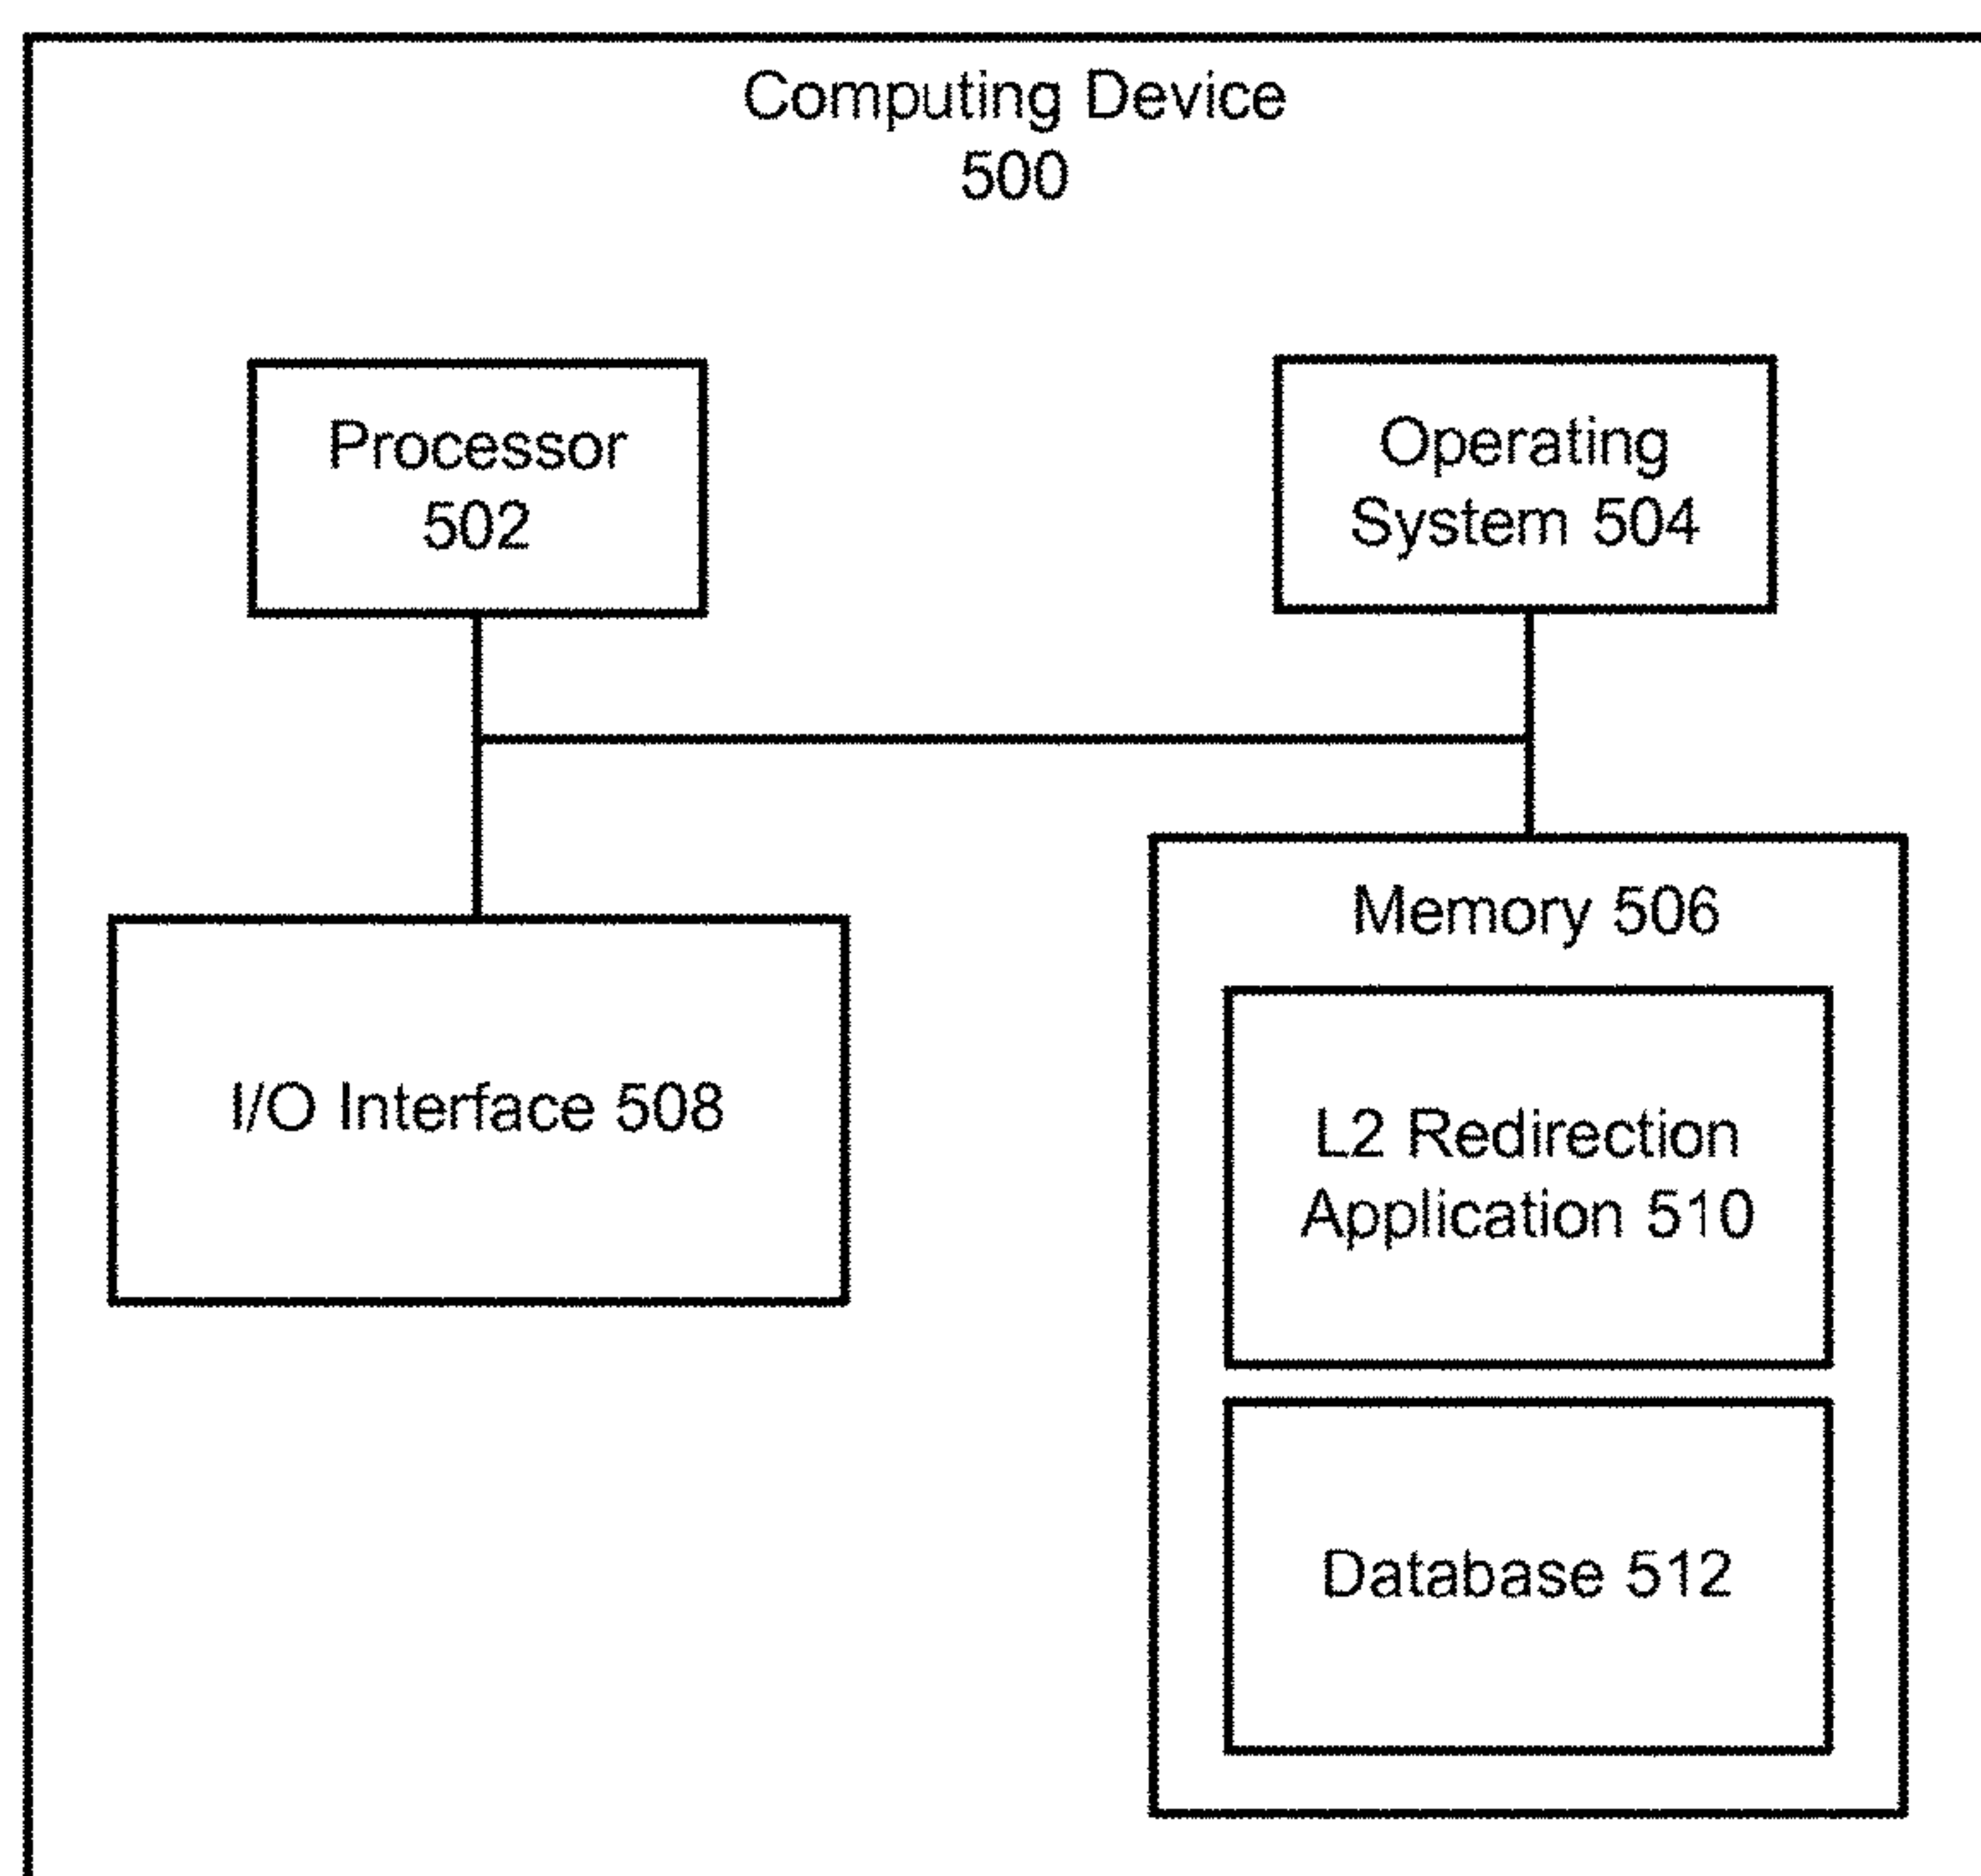 Computing Device
500
Processor
502
Operating
System 504
Memory 506
I/O Interface 508
L2 Redirection
Application 510
Database 512